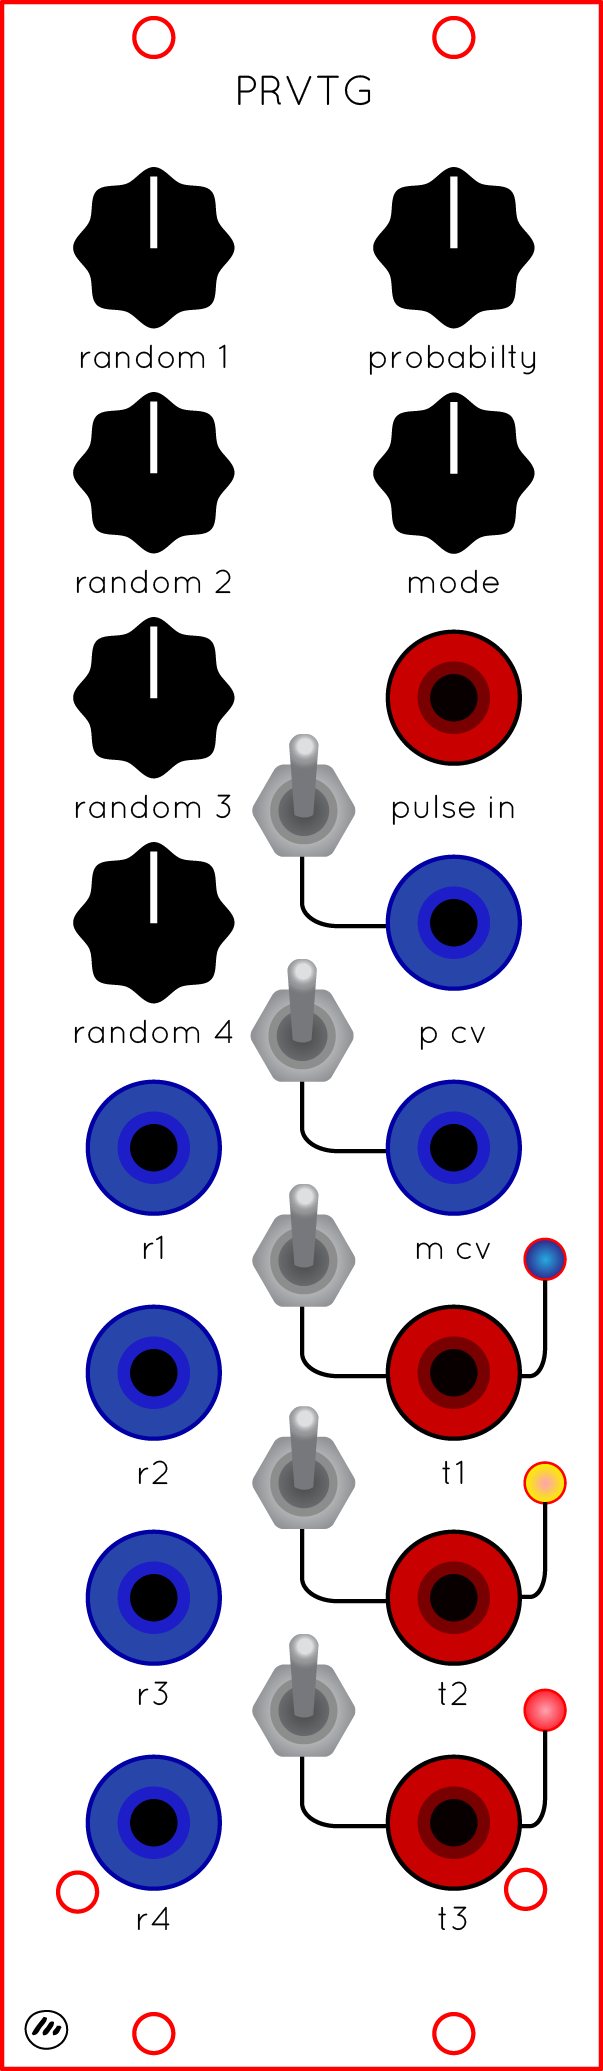 PRVTG
random 1
probabilty
random 2
mode
random 3
pulse in
random 4
p cv
r1
m cv
r2
t1
r3
t2
r4
t3